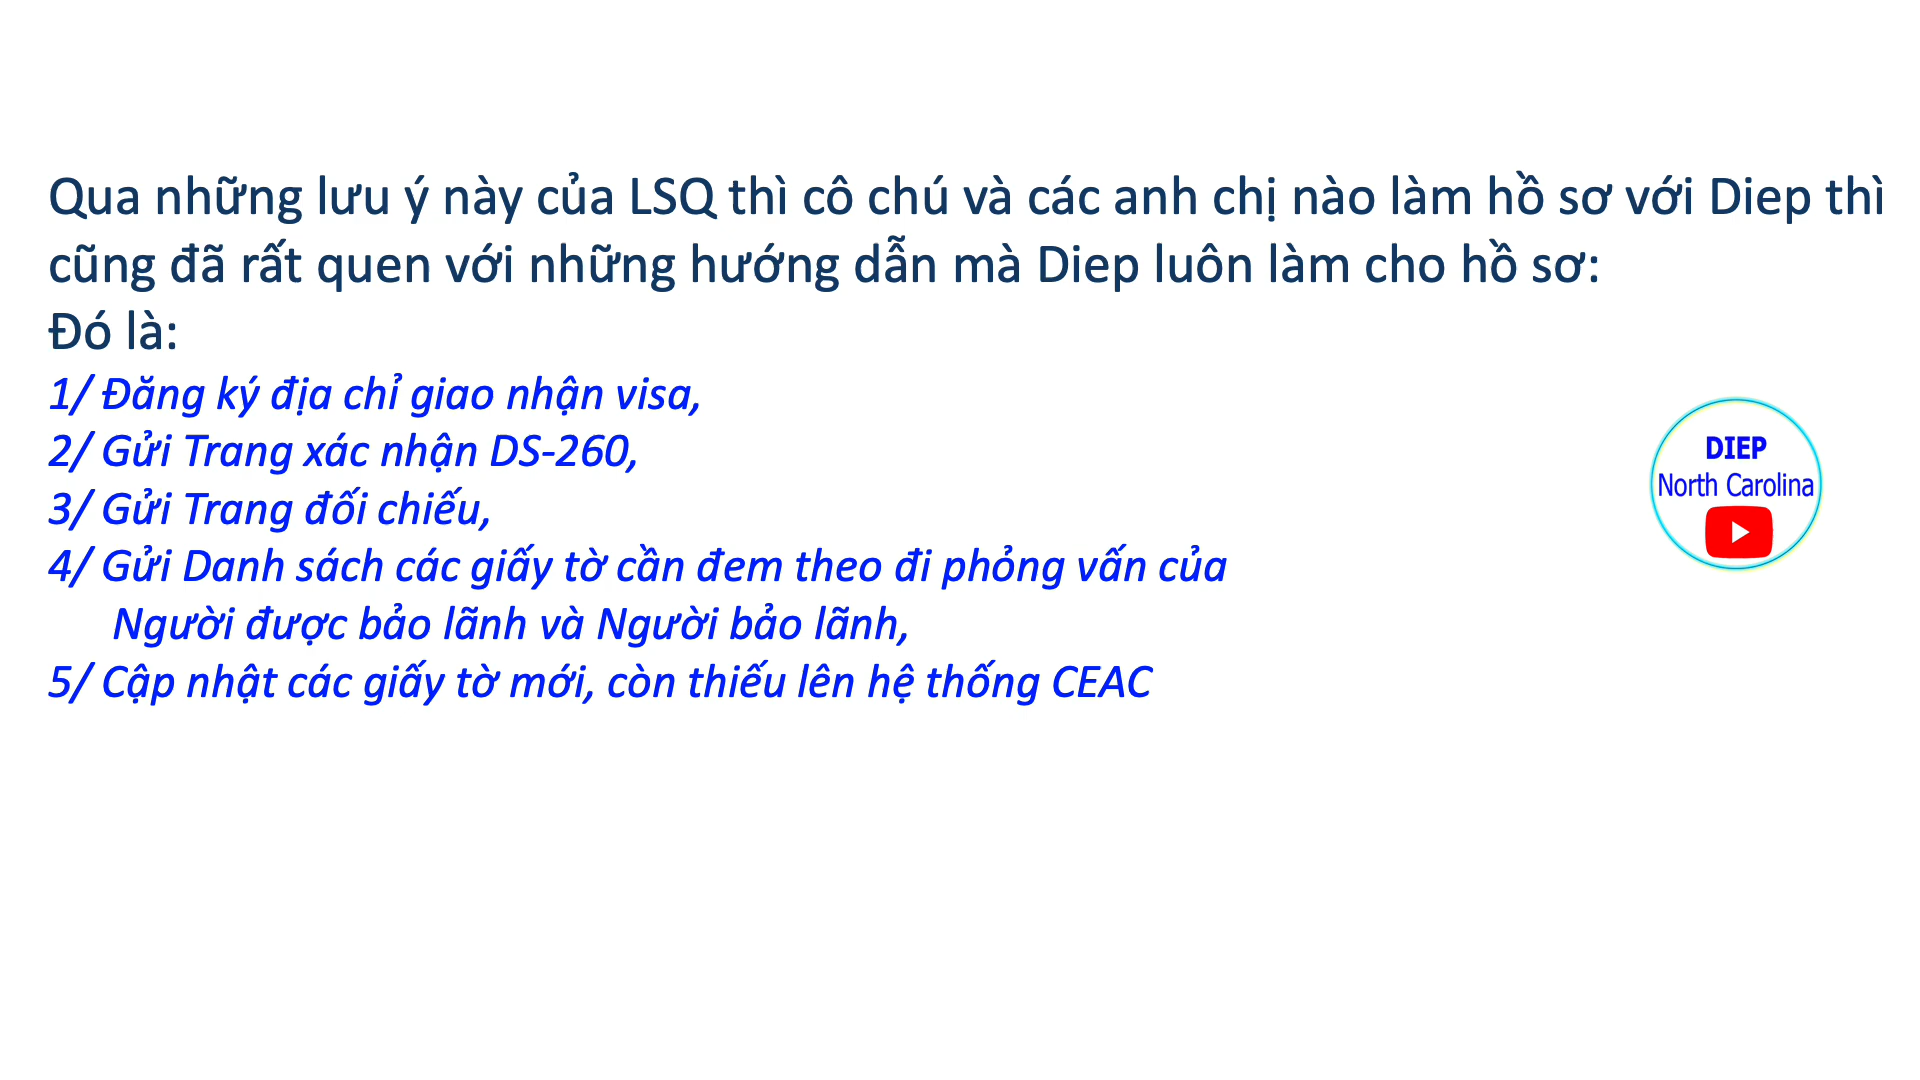 Qua những lưu ý này của LSQ thì cô chú và các anh chị nào làm hồ sơ với Diep thì
cũng đã rất quen với những hướng dẫn mà Diep luôn làm cho hồ sơ:
Đó là:
1/ Đăng ký địa chỉ giao nhận visa,
2/ Gửi Trang xác nhận DS-260,
3/ Gửi Trang đối chiếu,
4/ Gửi Danh sách các giấy tờ cần đem theo đi phỏng vấn của
Người được bảo lãnh và Người bảo lãnh,
5/ Cập nhật các giấy tờ mới, còn thiếu lên hệ thống CEAC
DIEP
North Carolina